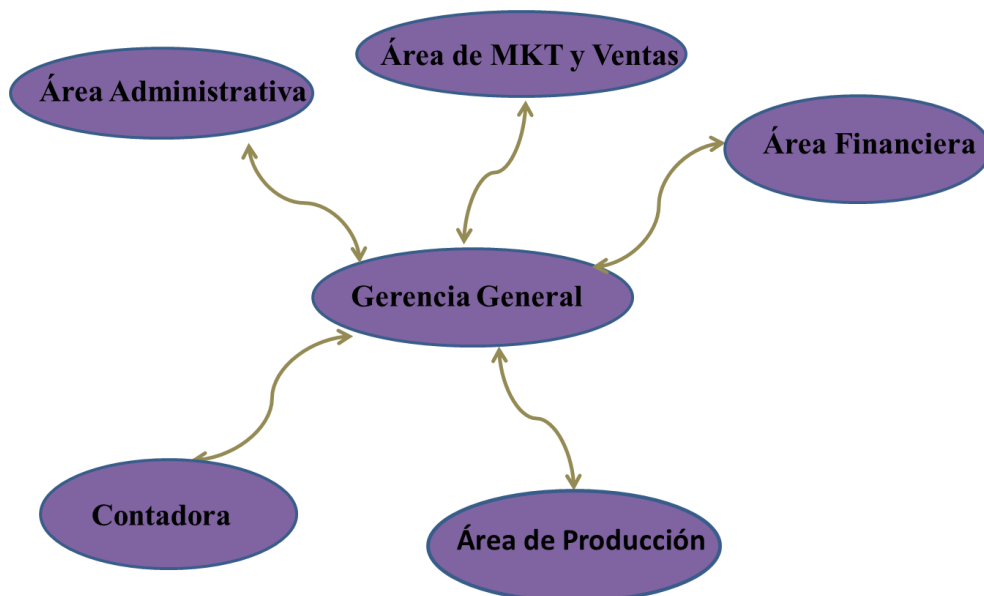 Área de MKT y Ventas
Área Administrativa
Área Financiera
Gerencia General
Contadora
Área de Producción